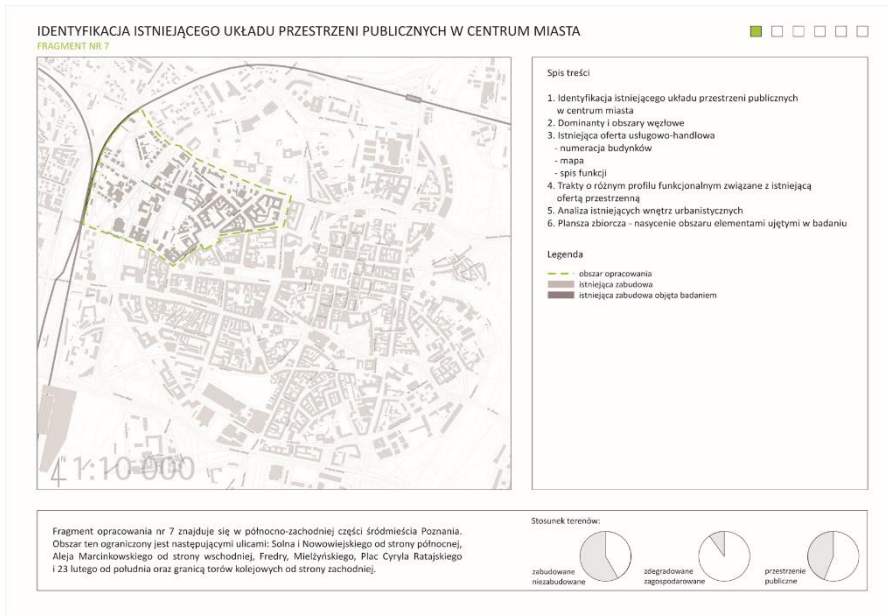 IDENTYFIKACJA ISTNIEJĄCEGO UKŁADU PRZESTRZENI PUBLICZNYCH W CENTRUM MIASTA
FRAGMENT NR 7
N
1:10 000
Spis treści
1. Identyfikacja istniejącego układu przestrzeni publicznych
w centrum miasta
2. Dominanty i obszary węzłowe
3. Istniejąca oferta usługowo-handlowa
- numeracja budynków
- mapa
- spis funkcji
4. Trakty o różnym profilu funkcjonalnym związane z istniejącą
ofertą przestrzenną
5. Analiza istniejących wnętrz urbanistycznych
6. Plansza zbiorcza - nasycenie obszaru elementami ujętymi w badaniu
Legenda
obszar opracowania
istniejąca zabudowa
istniejąca zabudowa objęta badaniem
Fragment opracowania nr 7 znajduje się w północno-zachodniej części śródmieścia Poznania.
Obszar ten ograniczony jest następującymi ulicami: Solna i Nowowiejskiego od strony północnej,
Aleja Marcinkowskiego od strony wschodniej, Fredry, Mielżyńskiego, Plac Cyryla Ratajskiego
i 23 lutego od południa oraz granicą torów kolejowych od strony zachodniej.
Stosunek terenów:
zabudowane
niezabudowane
zdegradowane
zagospodarowane
przestrzenie
publiczne